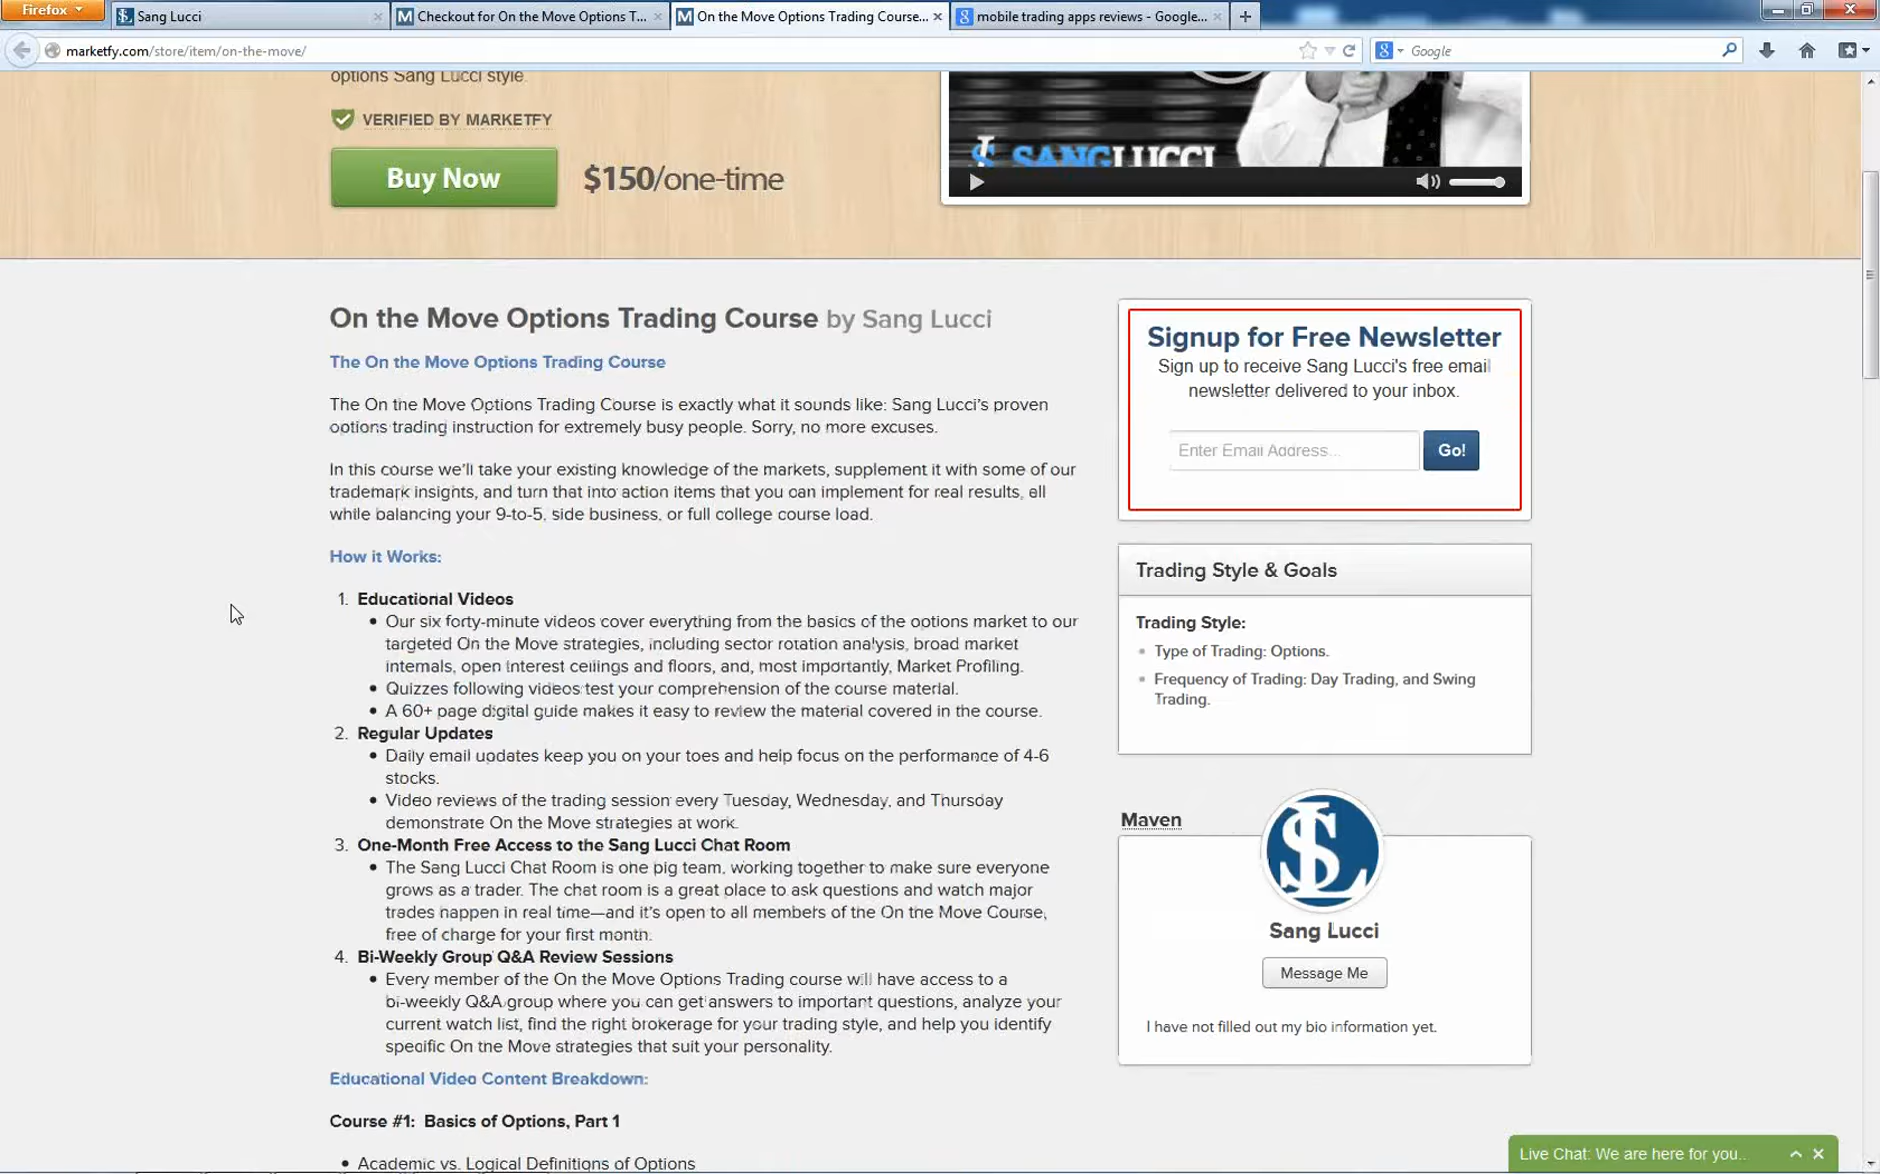 Firefox
Sang Lucci
Checkout for On the Move Options T...
On the Move Options Trading Course...
mobile trading apps reviews - Google...
marketfy.com/store/item/on-the-move/
Google
options Sang Lucci style.
VERIFIED BY MARKETFY
Buy Now
$150/one-time
SANGLUCCI
On the Move Options Trading Course by Sang Lucci
The On the Move Options Trading Course
The On the Move Options Trading Course is exactly what it sounds like: Sang Lucci's proven
options trading instruction for extremely busy people. Sorry, no more excuses.
In this course we'll take your existing knowledge of the markets, supplement it with some of our
trademark insights, and turn that into action items that you can implement for real results, all
while balancing your 9-to-5, side business, or full college course load.
How it Works:
1. Educational Videos
• Our six forty-minute videos cover everything from the basics of the options market to our
targeted On the Move strategies, including sector rotation analysis, broad market
internals, open interest ceilings and floors, and, most importantly, Market Profiling.
• Quizzes following videos test your comprehension of the course material.
• A 60+ page digital guide makes it easy to review the material covered in the course.
2. Regular Updates
• Daily email updates keep you on your toes and help focus on the performance of 4-6
stocks.
• Video reviews of the trading session every Tuesday, Wednesday, and Thursday
demonstrate On the Move strategies at work.
3. One-Month Free Access to the Sang Lucci Chat Room
• The Sang Lucci Chat Room is one big team, working together to make sure everyone
grows as a trader. The chat room is a great place to ask questions and watch major
trades happen in real time—and it's open to all members of the On the Move Course,
free of charge for your first month.
4. Bi-Weekly Group Q&A Review Sessions
• Every member of the On the Move Options Trading course will have access to a
bi-weekly Q&A group where you can get answers to important questions, analyze your
current watch list, find the right brokerage for your trading style, and help you identify
specific On the Move strategies that suit your personality.
Educational Video Content Breakdown:
Course #1: Basics of Options, Part 1
• Academic vs. Logical Definitions of Options
Signup for Free Newsletter
Sign up to receive Sang Lucci's free email
newsletter delivered to your inbox.
Enter Email Address...
Go!
Trading Style & Goals
Trading Style:
• Type of Trading: Options.
• Frequency of Trading: Day Trading, and Swing
Trading.
Maven
Sang Lucci
Message Me
I have not filled out my bio information yet.
Live Chat: We are here for you...